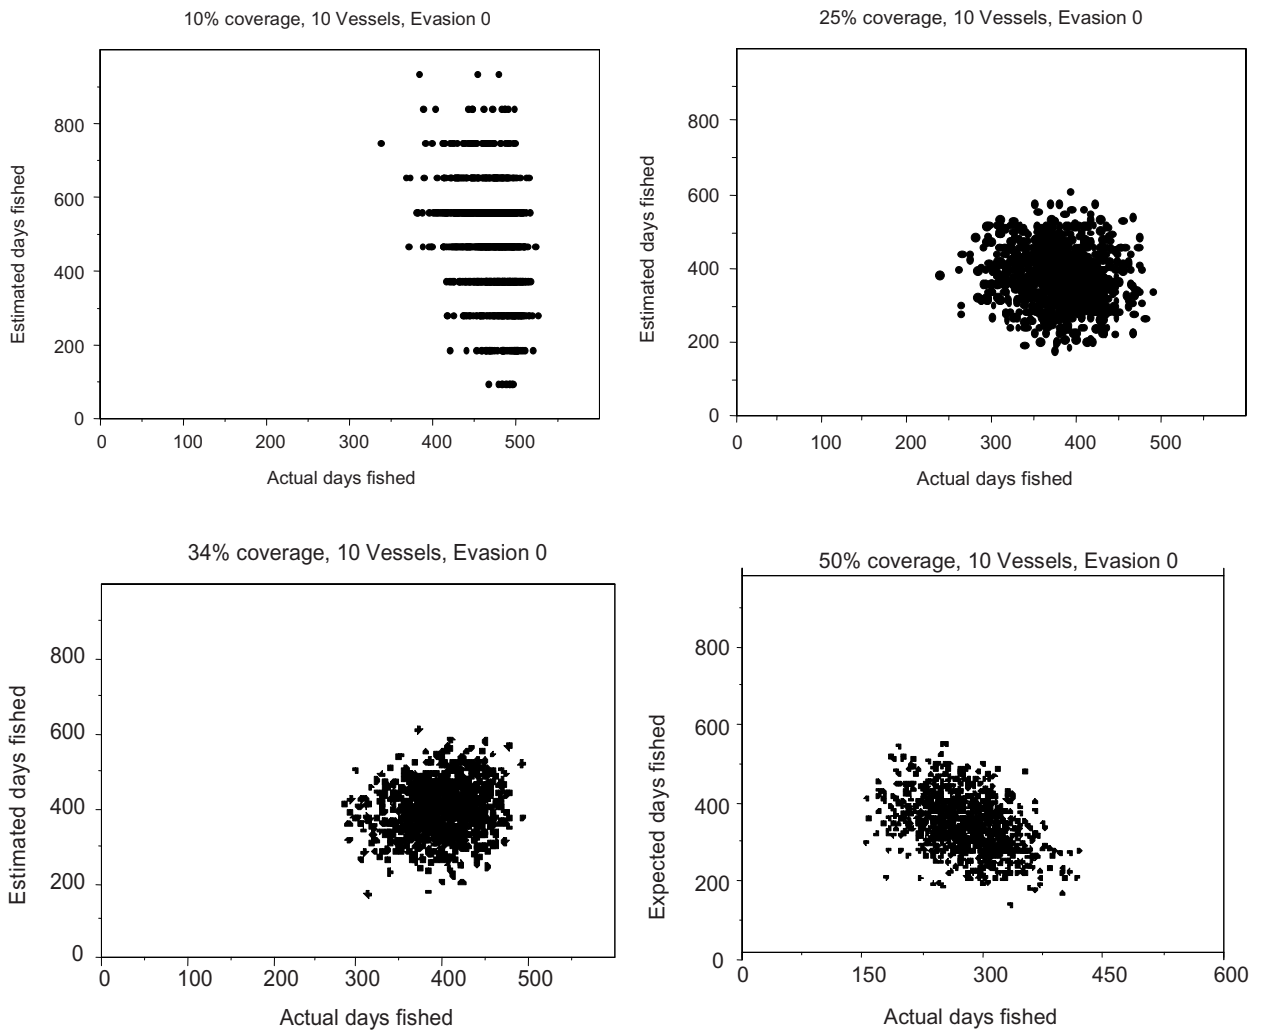 10% coverage, 10 Vessels, Evasion 0
Estimated days fished
800
600
400
200
0
0 100 200 300 400 500
Actual days fished
25% coverage, 10 Vessels, Evasion 0
Estimated days fished
800
600
400
200
0
0 100 200 300 400 500
Actual days fished
34% coverage, 10 Vessels, Evasion 0
Estimated days fished
800
600
400
200
0
0 100 200 300 400 500
Actual days fished
50% coverage, 10 Vessels, Evasion 0
Expected days fished
800
600
400
200
0
0 150 300 450 600
Actual days fished